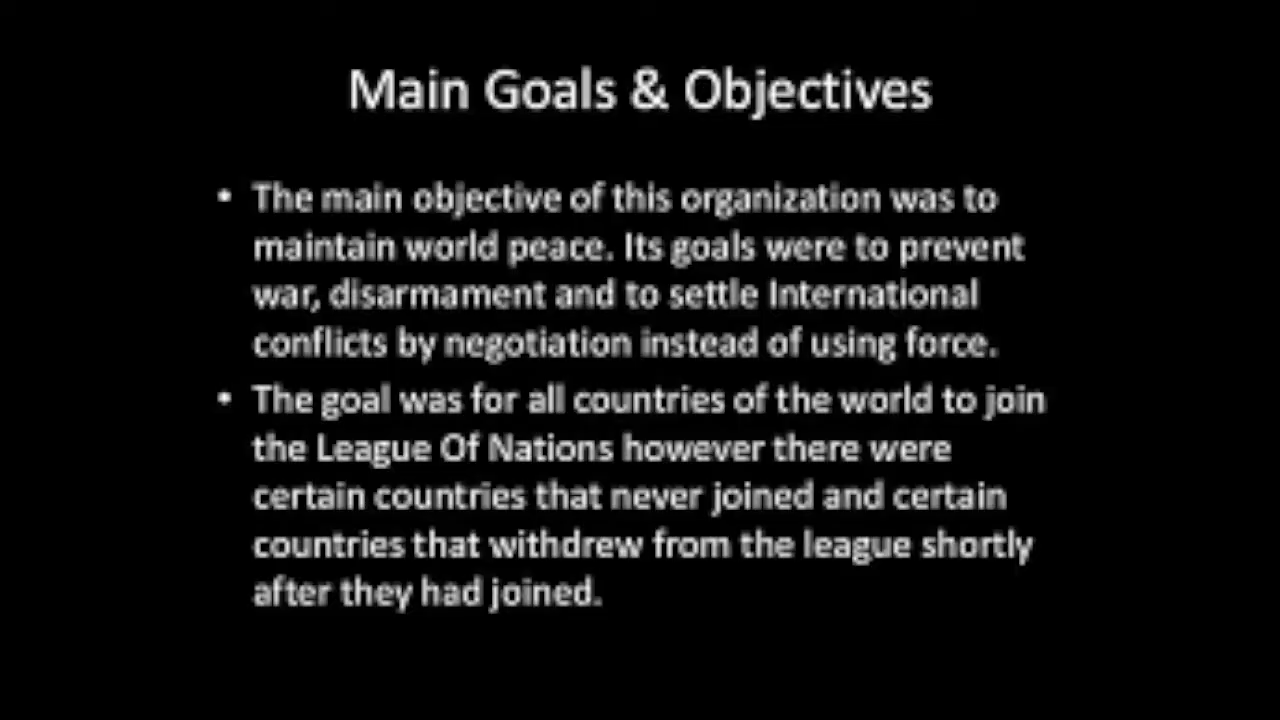 Main Goals & Objectives
• The main objective of this organization was to
maintain world peace. Its goals were to prevent
war, disarmament and to settle International
conflicts by negotiation instead of using force.
• The goal was for all countries of the world to join
the League Of Nations however there were
certain countries that never joined and certain
countries that withdrew from the league shortly
after they had joined.